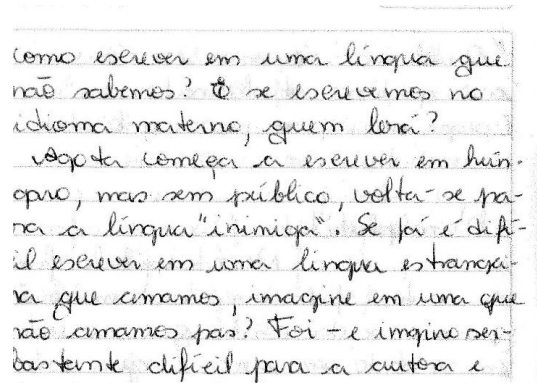 como escrever em uma língua que
não sabemos? E se escrevemos no
idioma materno, quem lerá?
Agota começa a escrever em hún-
garo, mas sem público, volta-se pa-
ra a língua "inimiga". Se já é difí-
cil escrever em uma língua estrangei-
ra que amamos, imagine em uma que
não amamos pas? Foi - e imgino ser-
bastante difícil para a autora e